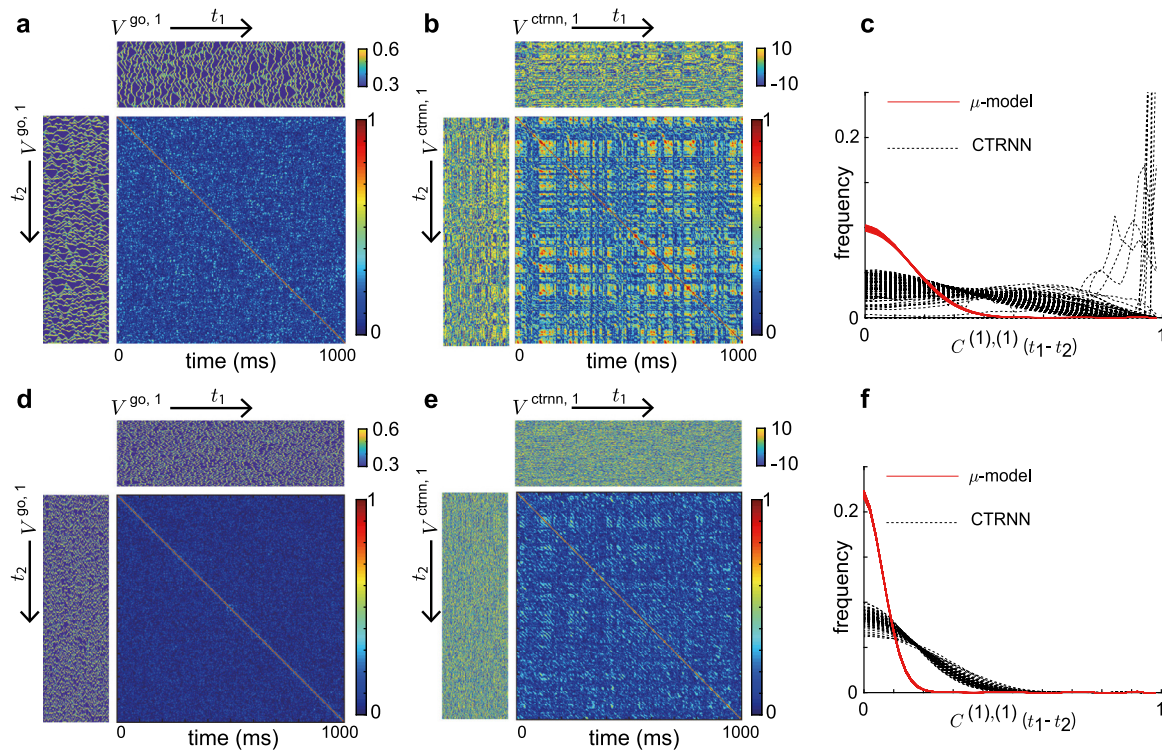 a
V^go, 1 t1
0.6
0.3
V^go, 1
t2
1
0
0 1000
time (ms)
b
V^ctrnn, 1 t1
10
-10
V^ctrnn, 1
t2
1
0
0 1000
time (ms)
c
μ-model
CTRNN
0.2
frequency
0
0 1
C^(1),(1) (t1- t2)
d
V^go, 1 t1
0.6
0.3
V^go, 1
t2
1
0
0 1000
time (ms)
e
V^ctrnn, 1 t1
10
-10
V^ctrnn, 1
t2
1
0
0 1000
time (ms)
f
μ-model
CTRNN
0.2
frequency
0
0 1
C^(1),(1) (t1- t2)